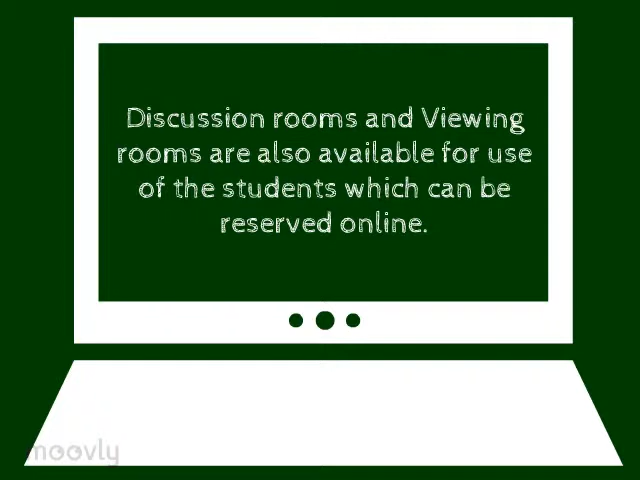 Discussion rooms and Viewing
rooms are also available for use
of the students which can be
reserved online.
moovly